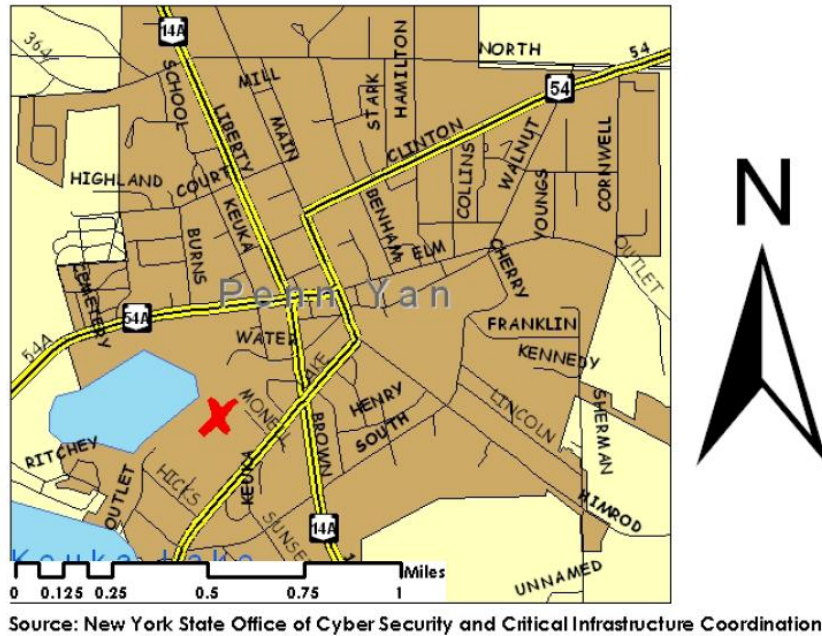 14A
NORTH
54
364
SCHOOL
MILL
STARK
HAMILTON
54
LIBERTY
MAIN
CLINTON
COLLINS
WALNUT
CORNWELL
HIGHLAND
COURT
KEUKA
BENHAM
YOUNGS
N
BURNS
ELM
CHERRY
OUTLET
CEMETERY
Penn Yan
54A
54A
WATER
LAKE
FRANKLIN
KENNEDY
MONELL
HENRY
BROWN
SOUTH
LINCOLN
SHERMAN
RITCHEY
OUTLET
HICKS
KEUKA
SUNSE
14A
HIMROD
Keuka Lake
UNNAMED
Miles
0 0.125 0.25 0.5 0.75 1
Source: New York State Office of Cyber Security and Critical Infrastructure Coordination